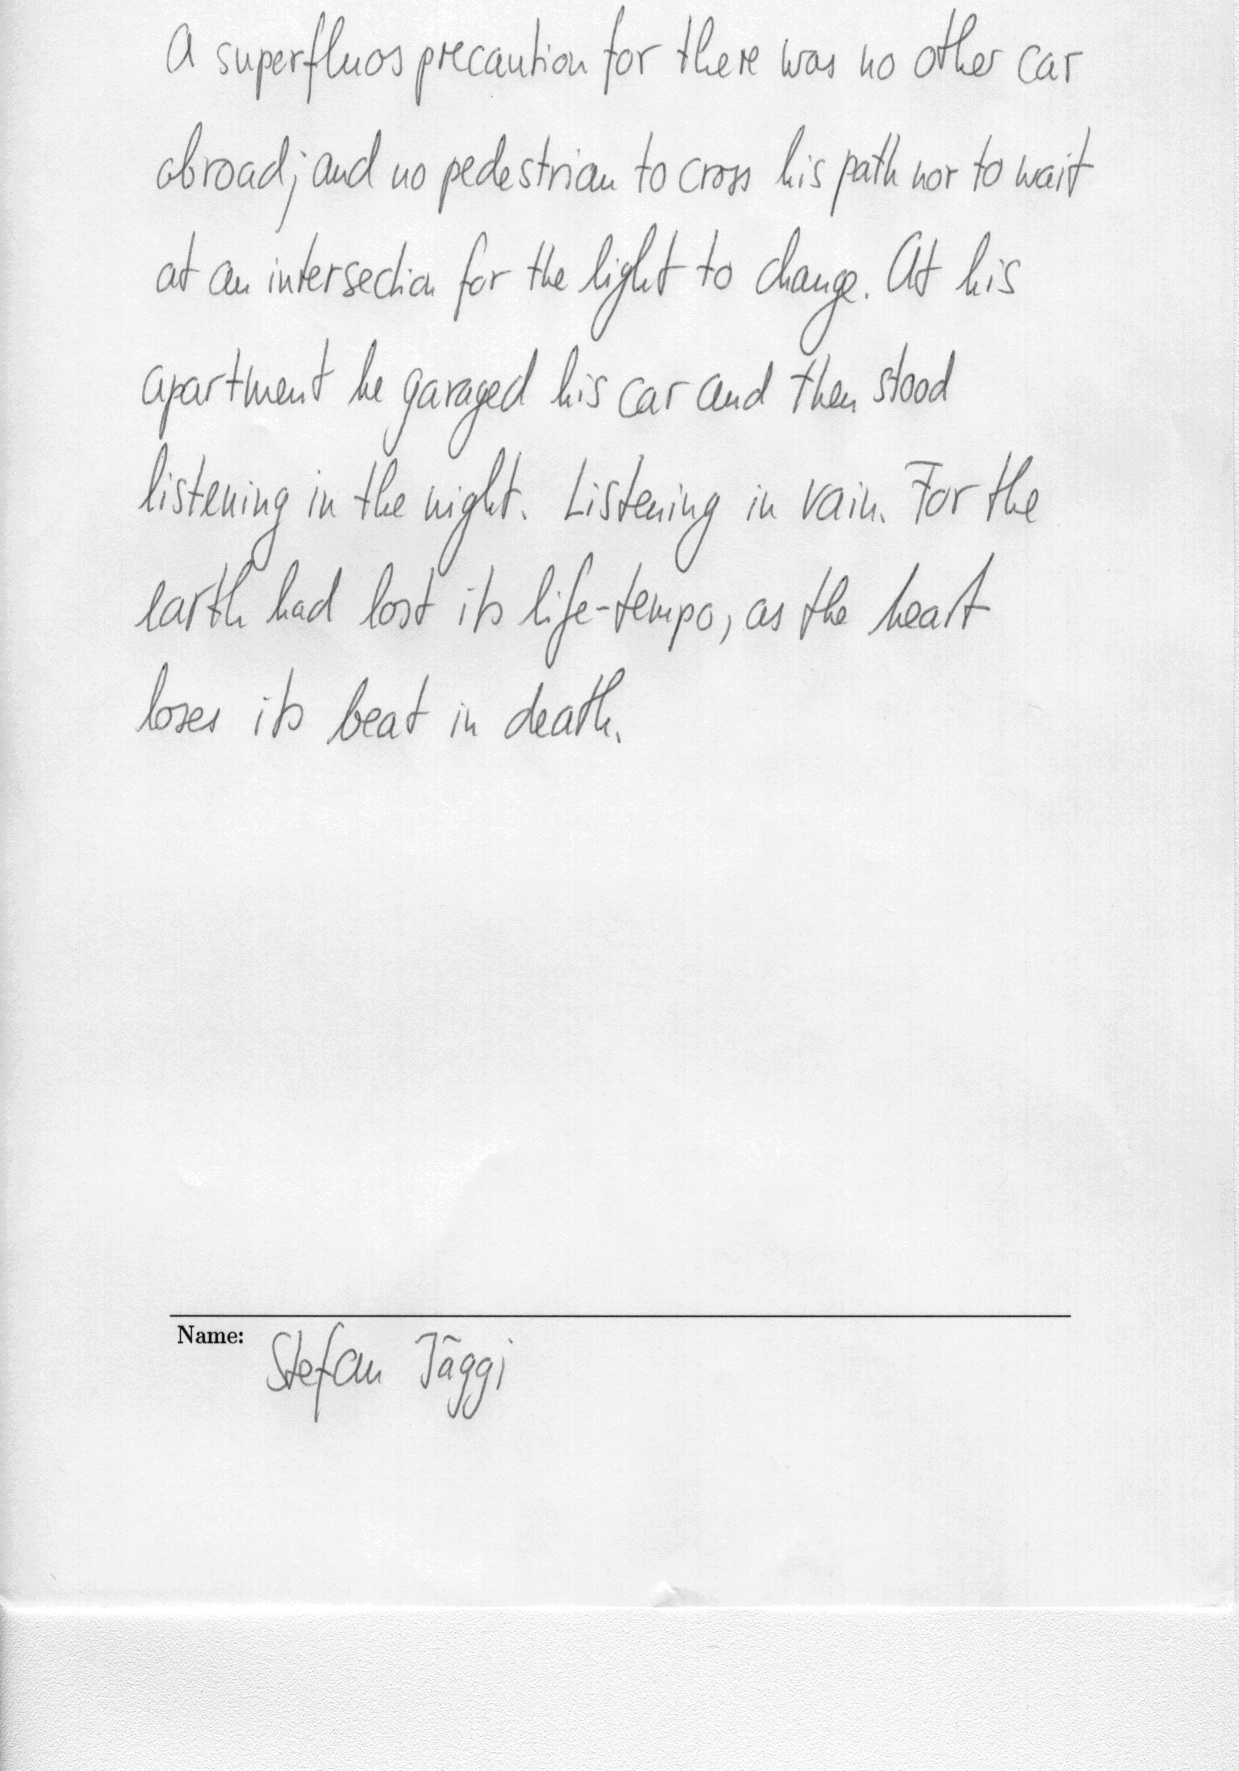 A superfluos precaution for there was no other car
abroad; and no pedestrian to cross his path nor to wait
at an intersection for the light to change. At his
apartment he garaged his car and then stood
listening in the night. Listening in vain. For the
earth had lost its life-tempo, as the heart
loses its beat in death.
Name: Stefan Jäggi